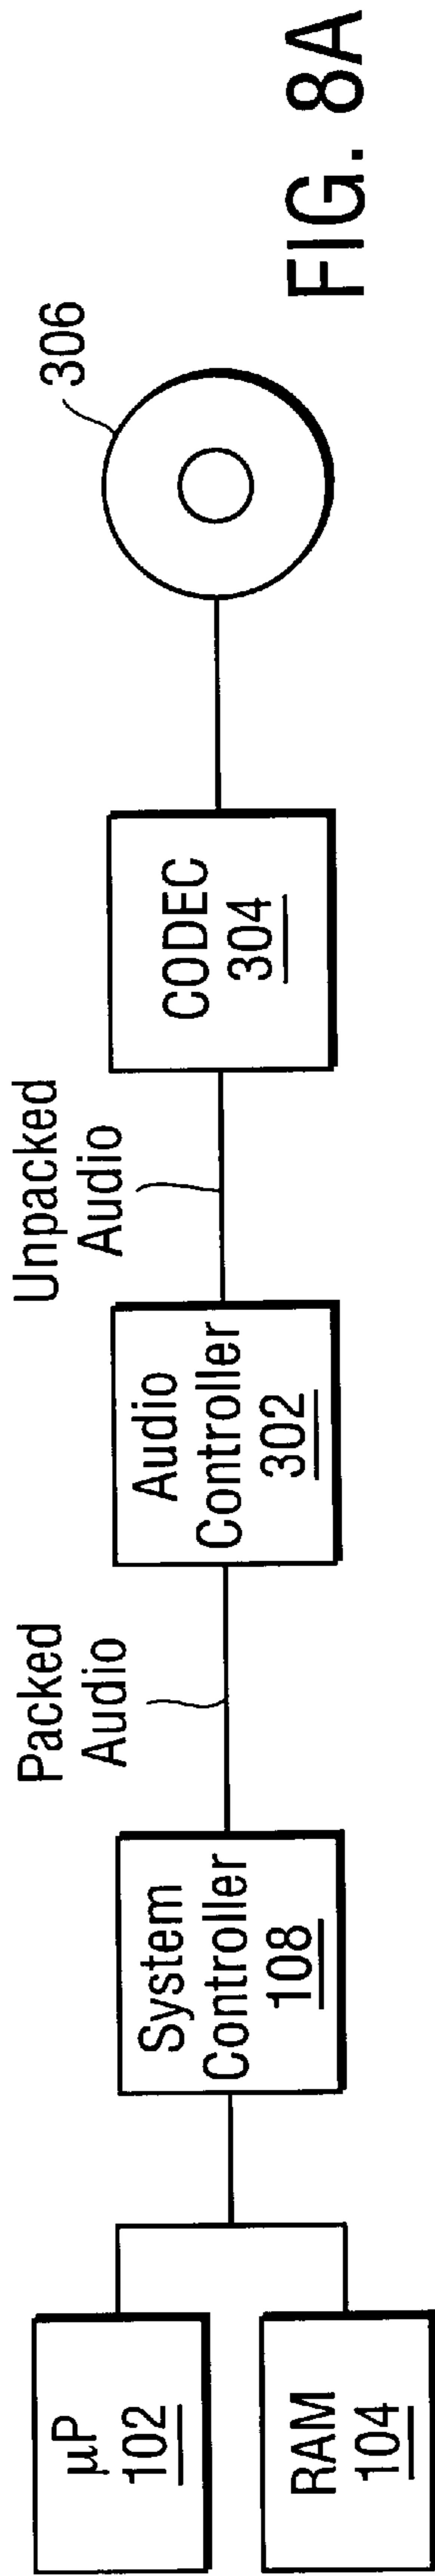 µP
102
RAM
104
System
Controller
108
Packed
Audio
Audio
Controller
302
Unpacked
Audio
CODEC
304
306
FIG. 8A